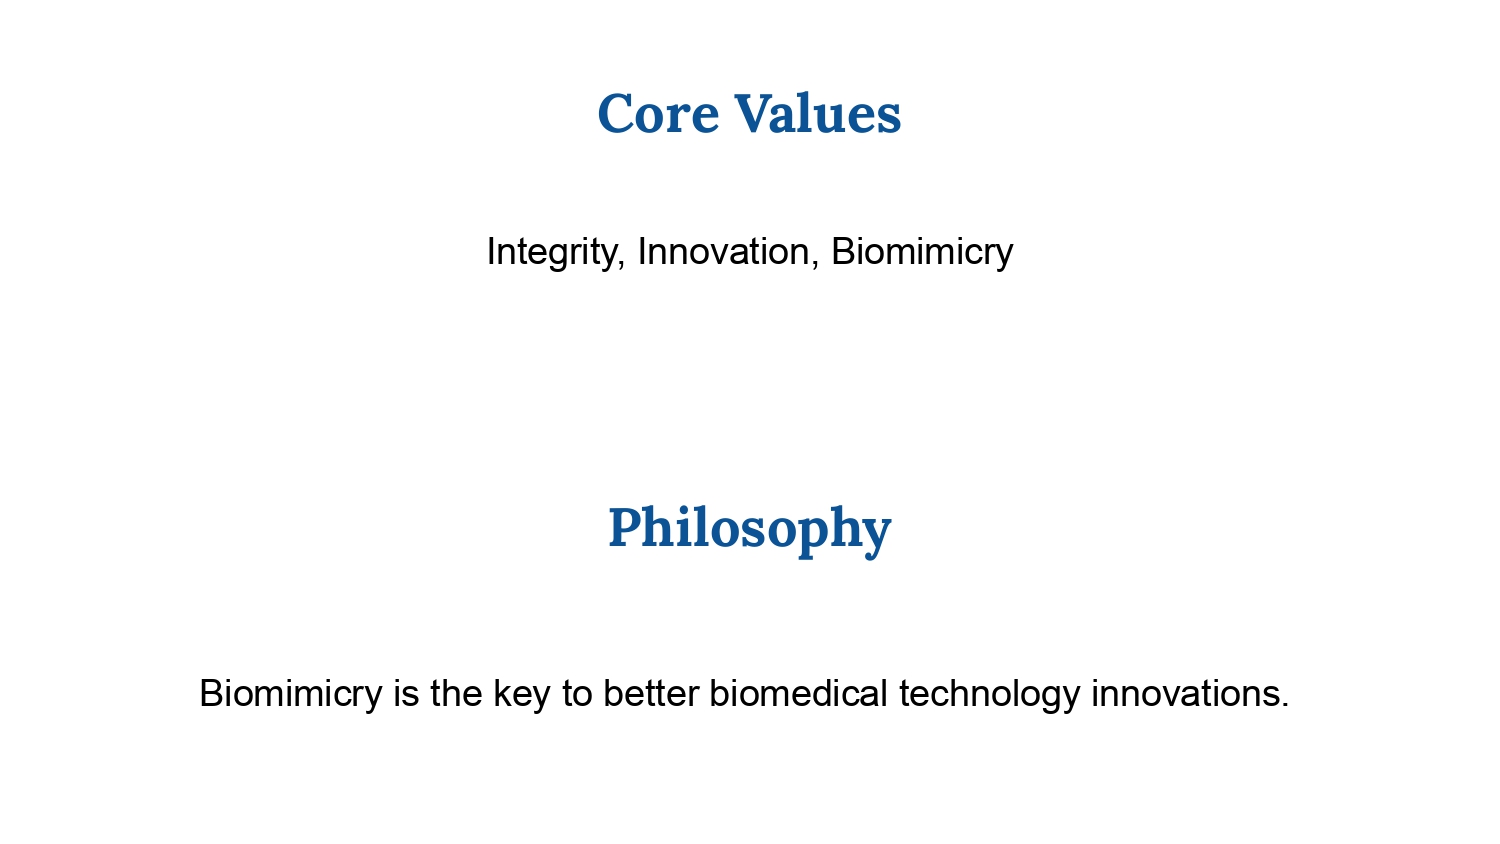 Core Values
Integrity, Innovation, Biomimicry
Philosophy
Biomimicry is the key to better biomedical technology innovations.